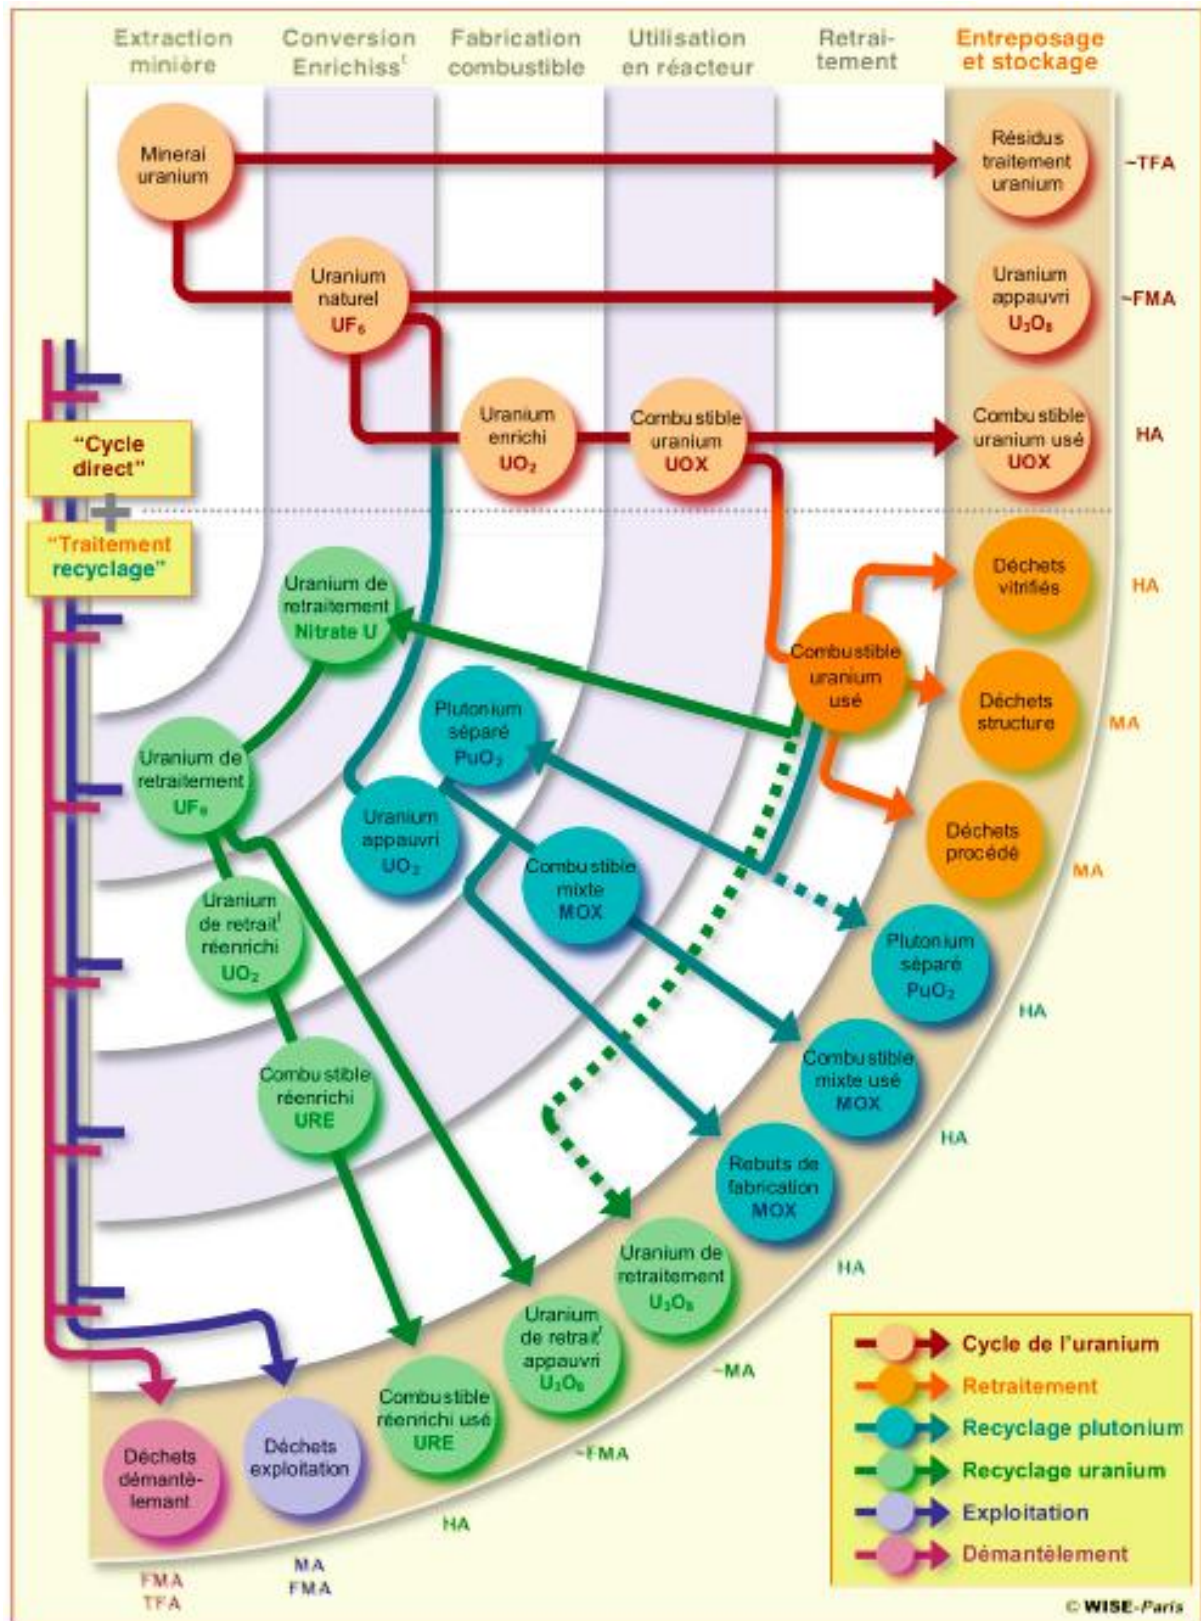 Extraction
minière
Conversion
Enrichissᵗ
Fabrication
combustible
Utilisation
en réacteur
Retrai-
tement
Entreposage
et stockage
Minerai
uranium
Résidus
traitement
uranium
~TFA
Uranium
naturel
UF₆
Uranium
appauvri
U₃O₈
~FMA
Uranium
enrichi
UO₂
Combustible
uranium
UOX
Combustible
uranium usé
UOX
HA
"Cycle
direct"
+
"Traitement
recyclage"
Uranium de
retraitement
Nitrate U
Combustible
uranium
usé
Déchets
vitrifiés
HA
Déchets
structure
MA
Déchets
procédé
MA
Plutonium
séparé
PuO₂
Uranium de
retraitement
UF₆
Uranium
appauvri
UO₂
Combustible
mixte
MOX
Uranium
de retraitᵗ
réenrichi
UO₂
Plutonium
séparé
PuO₂
HA
Combustible
réenrichi
URE
Combustible
mixte usé
MOX
HA
Rebuts de
fabrication
MOX
HA
Uranium de
retraitement
U₃O₈
~MA
Uranium
de retraitᵗ
appauvri
U₃O₈
~FMA
Combustible
réenrichi usé
URE
HA
Déchets
exploitation
MA
FMA
Déchets
démantè-
lemant
FMA
TFA
Cycle de l'uranium
Retraitement
Recyclage plutonium
Recyclage uranium
Exploitation
Démantèlement
© WISE-Paris